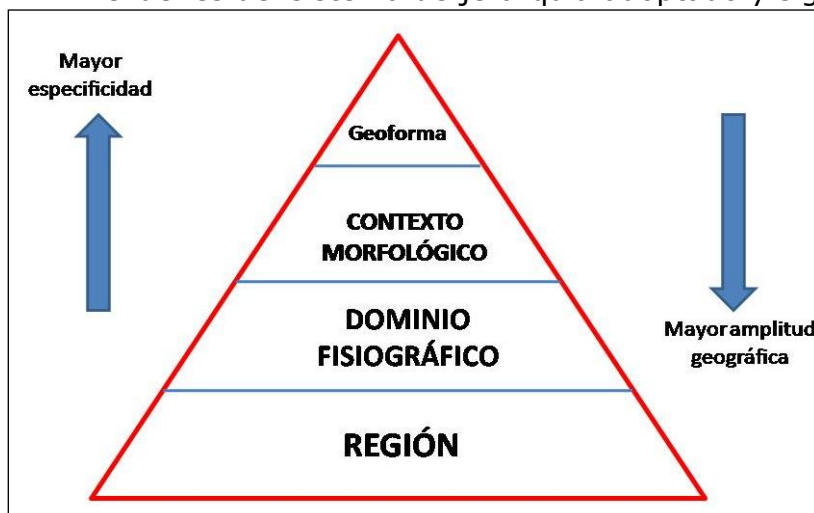 Mayor
especificidad
Geoforma
CONTEXTO
MORFOLÓGICO
DOMINIO
FISIOGRÁFICO
Mayor amplitud
geográfica
REGIÓN